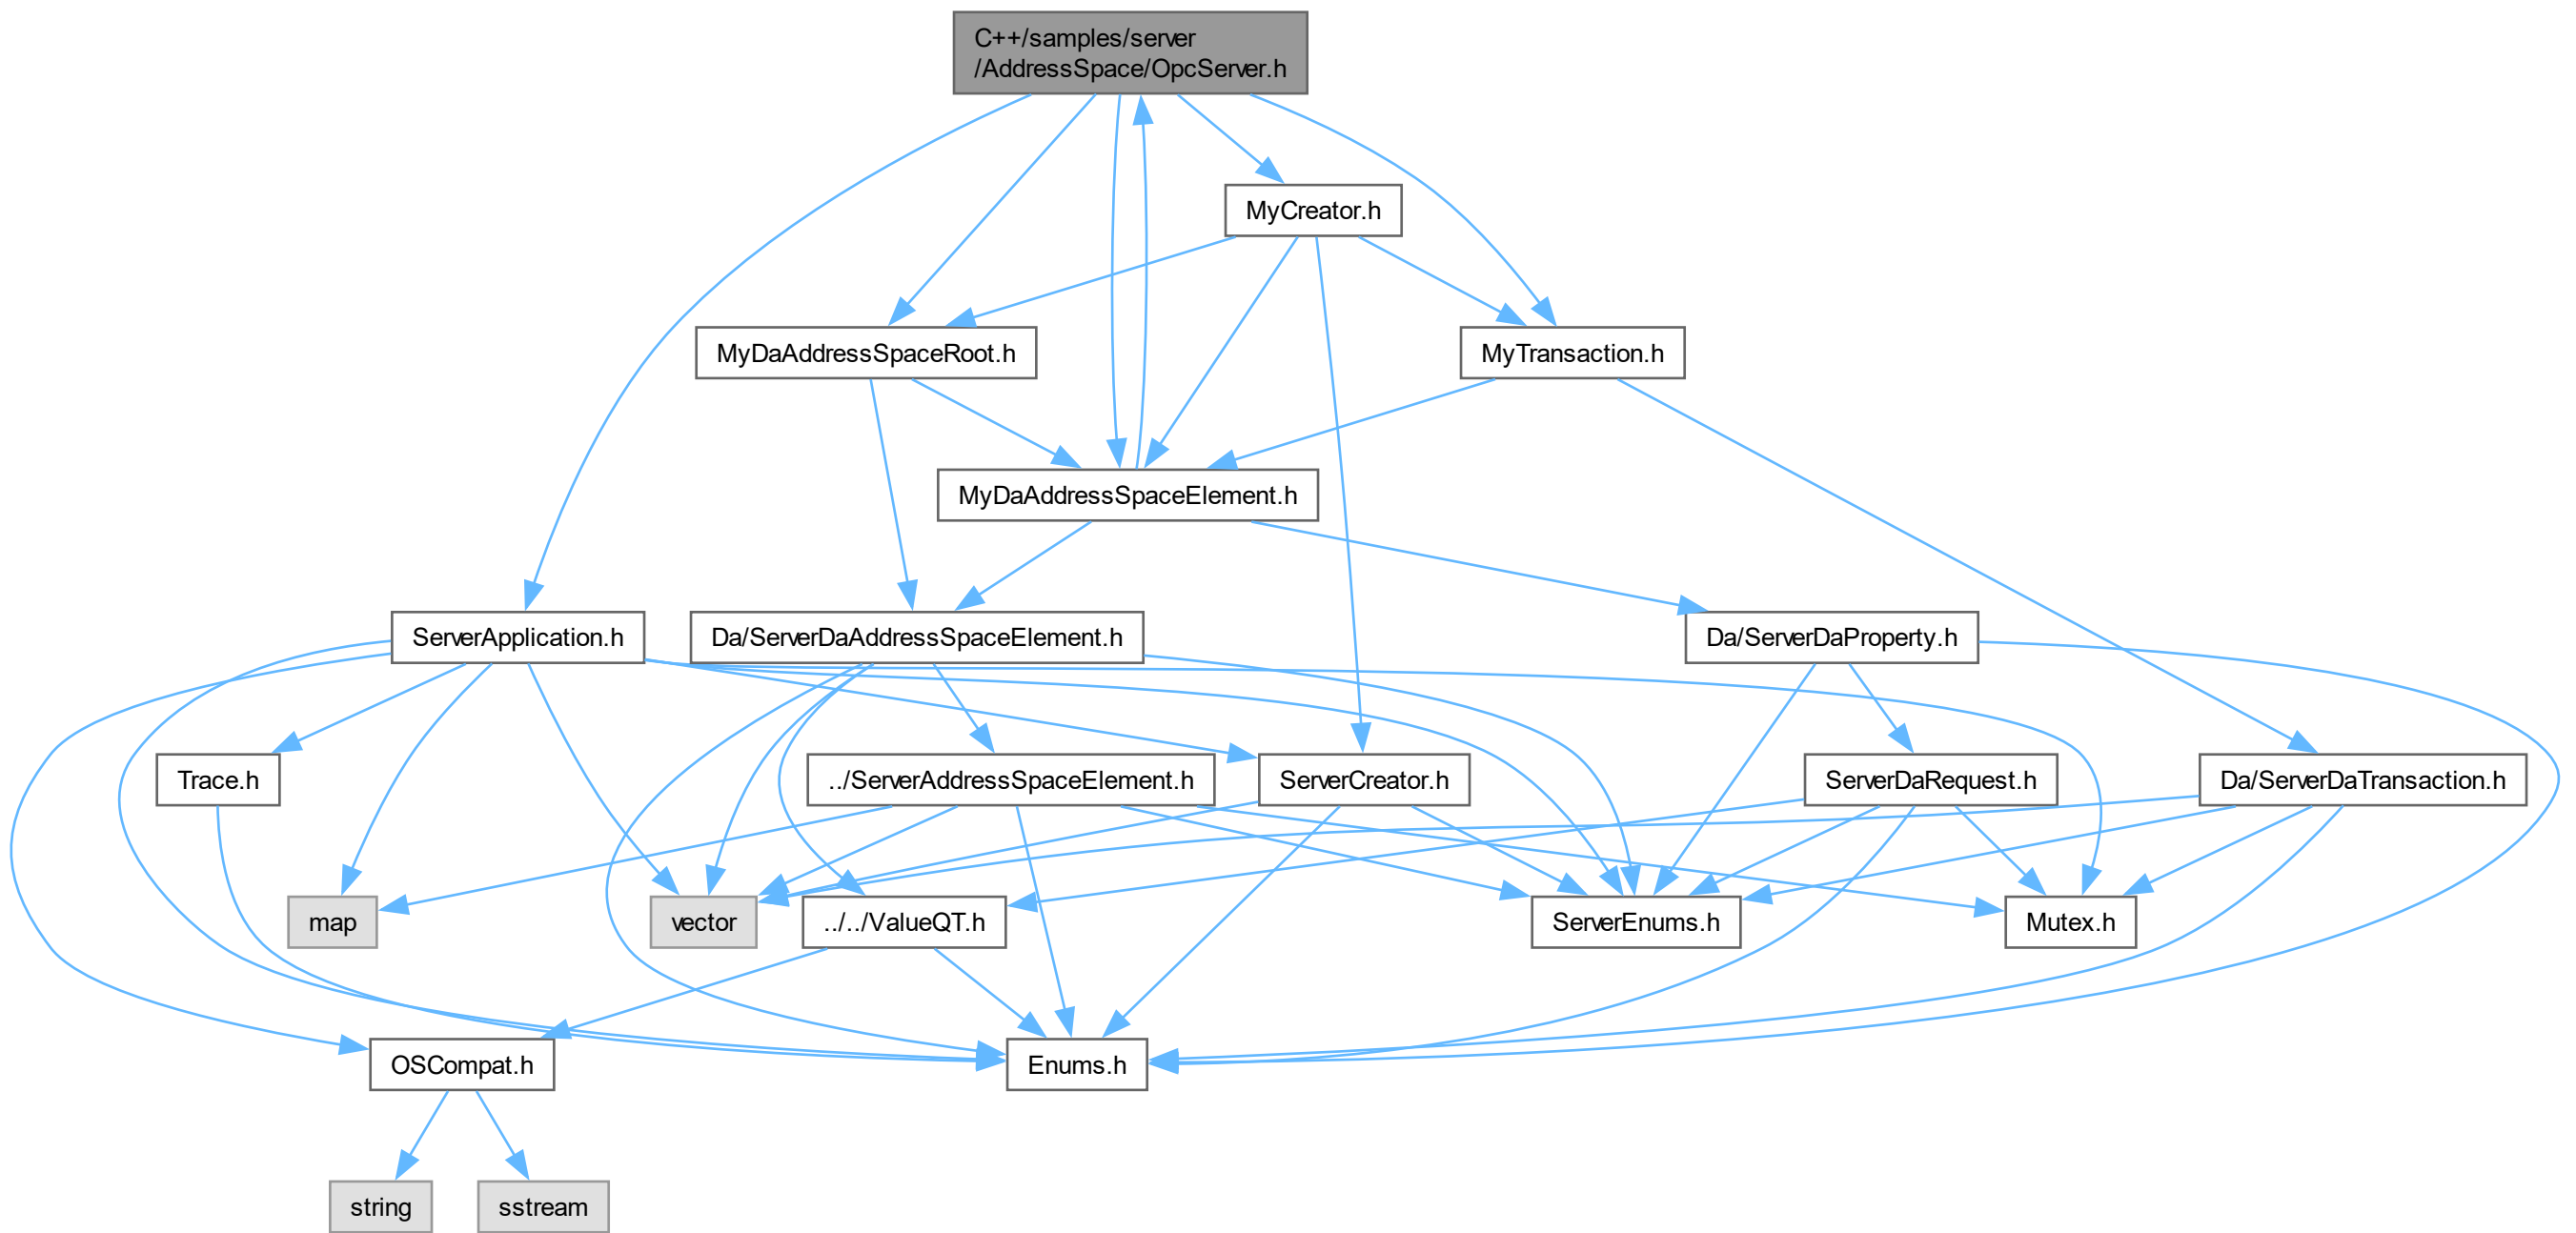 C++/samples/server
/AddressSpace/OpcServer.h
MyCreator.h
MyDaAddressSpaceRoot.h
MyTransaction.h
MyDaAddressSpaceElement.h
ServerApplication.h
Da/ServerDaAddressSpaceElement.h
Da/ServerDaProperty.h
Trace.h
../ServerAddressSpaceElement.h
ServerCreator.h
ServerDaRequest.h
Da/ServerDaTransaction.h
map
vector
../../ValueQT.h
ServerEnums.h
Mutex.h
OSCompat.h
Enums.h
string
sstream